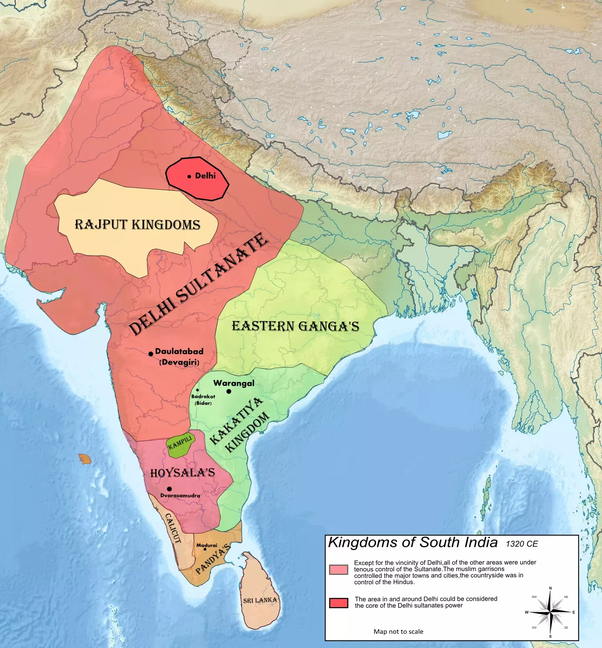 Delhi
RAJPUT KINGDOMS
DELHI SULTANATE
EASTERN GANGA'S
Daulatabad
(Devagiri)
Warangal
Badrakot
(Bidar)
KAKATIYA
KINGDOM
KAMPILI
HOYSALA'S
Dvarasamudra
CALICUT
Madurai
PANDYAS
SRI LANKA
Kingdoms of South India 1320 CE
Except for the vincinity of Delhi,all of the other areas were under
tenous control of the Sultanate.The muslim garrisons
controlled the major towns and cities,the countryside was in
control of the Hindus.
The area in and around Delhi could be considered
the core of the Delhi sultanates power
Map not to scale
N
W
E
S